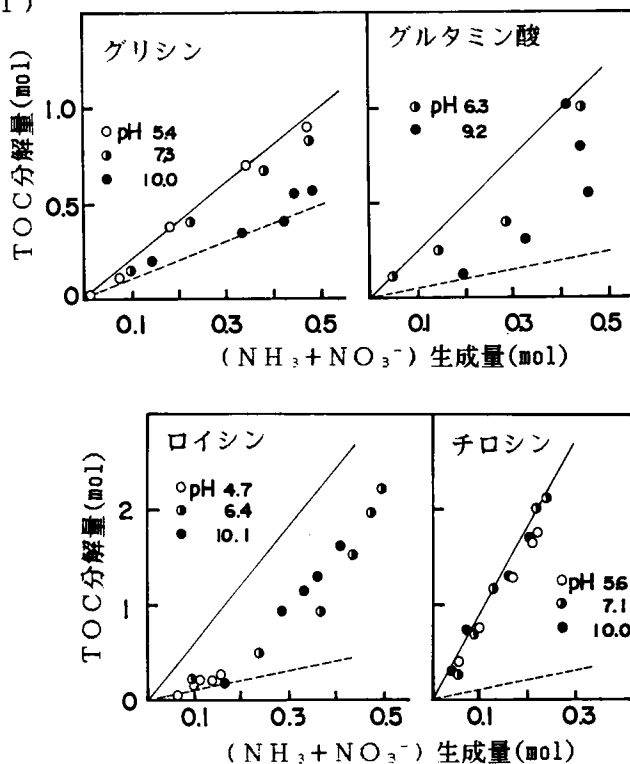 1)
グリシン
○ pH 5.4
◑ 7.3
● 10.0
グルタミン酸
◑ pH 6.3
● 9.2
TOC分解量(mol)
1.0
0.5
0
0.1
0.3
0.5
0.1
0.3
0.5
(NH₃+NO₃⁻)生成量(mol)
ロイシン
○ pH 4.7
◑ 6.4
● 10.1
チロシン
○ pH 5.6
◑ 7.1
● 10.0
TOC分解量(mol)
2
1
0
0.1
0.3
0.5
0.1
0.3
(NH₃+NO₃⁻)生成量(mol)